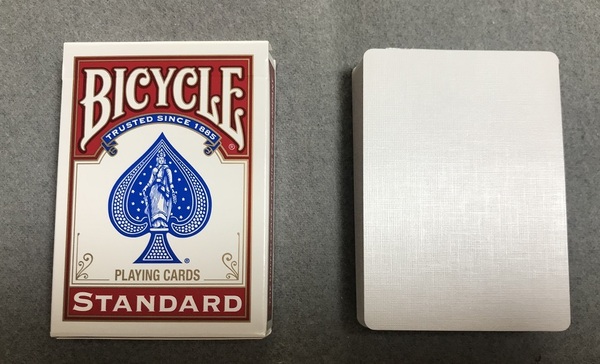 BICYCLE
®
TRUSTED SINCE 1885
®
PLAYING CARDS
STANDARD